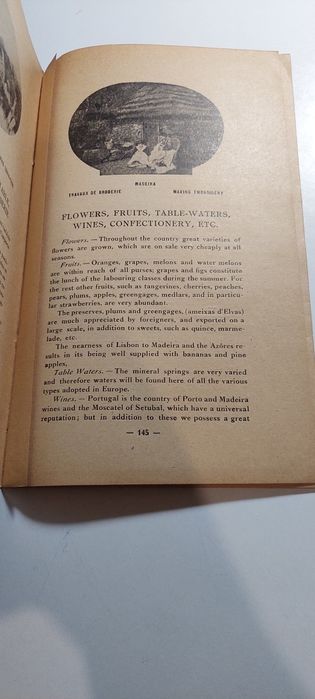 MADEIRA
TRAVAUX DE BRODERIE MAKING EMBROIDERY
FLOWERS, FRUITS, TABLE-WATERS,
WINES, CONFECTIONERY, ETC.
Flowers. — Throughout the country great varieties of
flowers are grown, which are on sale very cheaply at all
seasons.
Fruits. — Oranges, grapes, melons and water melons
are within reach of all purses; grapes and figs constitute
the lunch of the labouring classes during the summer. For
the rest other fruits, such as tangerines, cherries, peaches,
pears, plums, apples, greengages, medlars, and in particu-
lar strawberries, are very abundant.
The preserves, plums and greengages, (ameixas d'Elvas)
are much appreciated by foreigners, and exported on a
large scale, in addition to sweets, such as quince, marme-
lade, etc.
The nearness of Lisbon to Madeira and the Azôres re-
sults in its being well supplied with bananas and pine
apples,
Table Waters. — The mineral springs are very varied
and therefore waters will be found here of all the various
types adopted in Europe.
Wines. — Portugal is the country of Porto and Madeira
wines and the Moscatel of Setubal, which have a universal
reputation; but in addition to these we possess a great
— 145 —